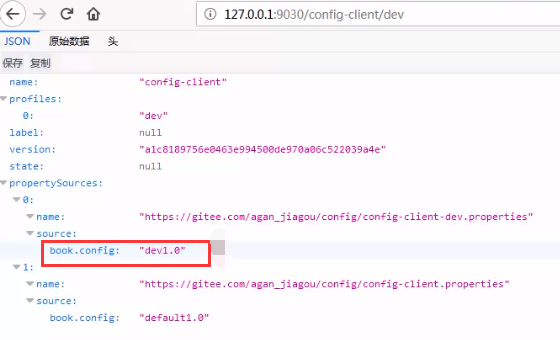 127.0.0.1:9030/config-client/dev
JSON 原始数据 头
保存 复制
name: "config-client"
profiles:
0: "dev"
label: null
version: "a1c8189756e0463e994500de970a06c522039a4e"
state: null
propertySources:
0:
name: "https://gitee.com/agan_jiagou/config/config-client-dev.properties"
source:
book.config: "dev1.0"
1:
name: "https://gitee.com/agan_jiagou/config/config-client.properties"
source:
book.config: "default1.0"